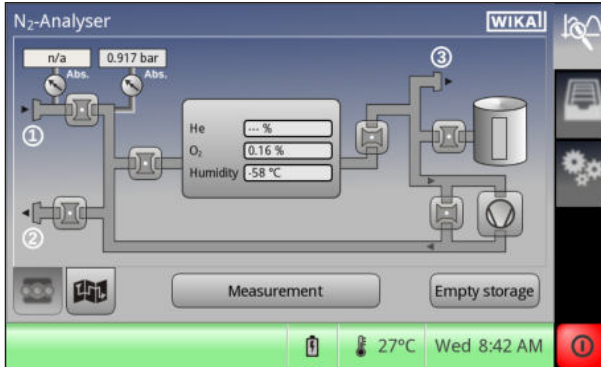 N₂-Analyser
WIKA
n/a
0.917 bar
Abs.
Abs.
③
①
He
--- %
O₂
0.16 %
Humidity
-58 °C
②
Measurement
Empty storage
27°C
Wed 8:42 AM